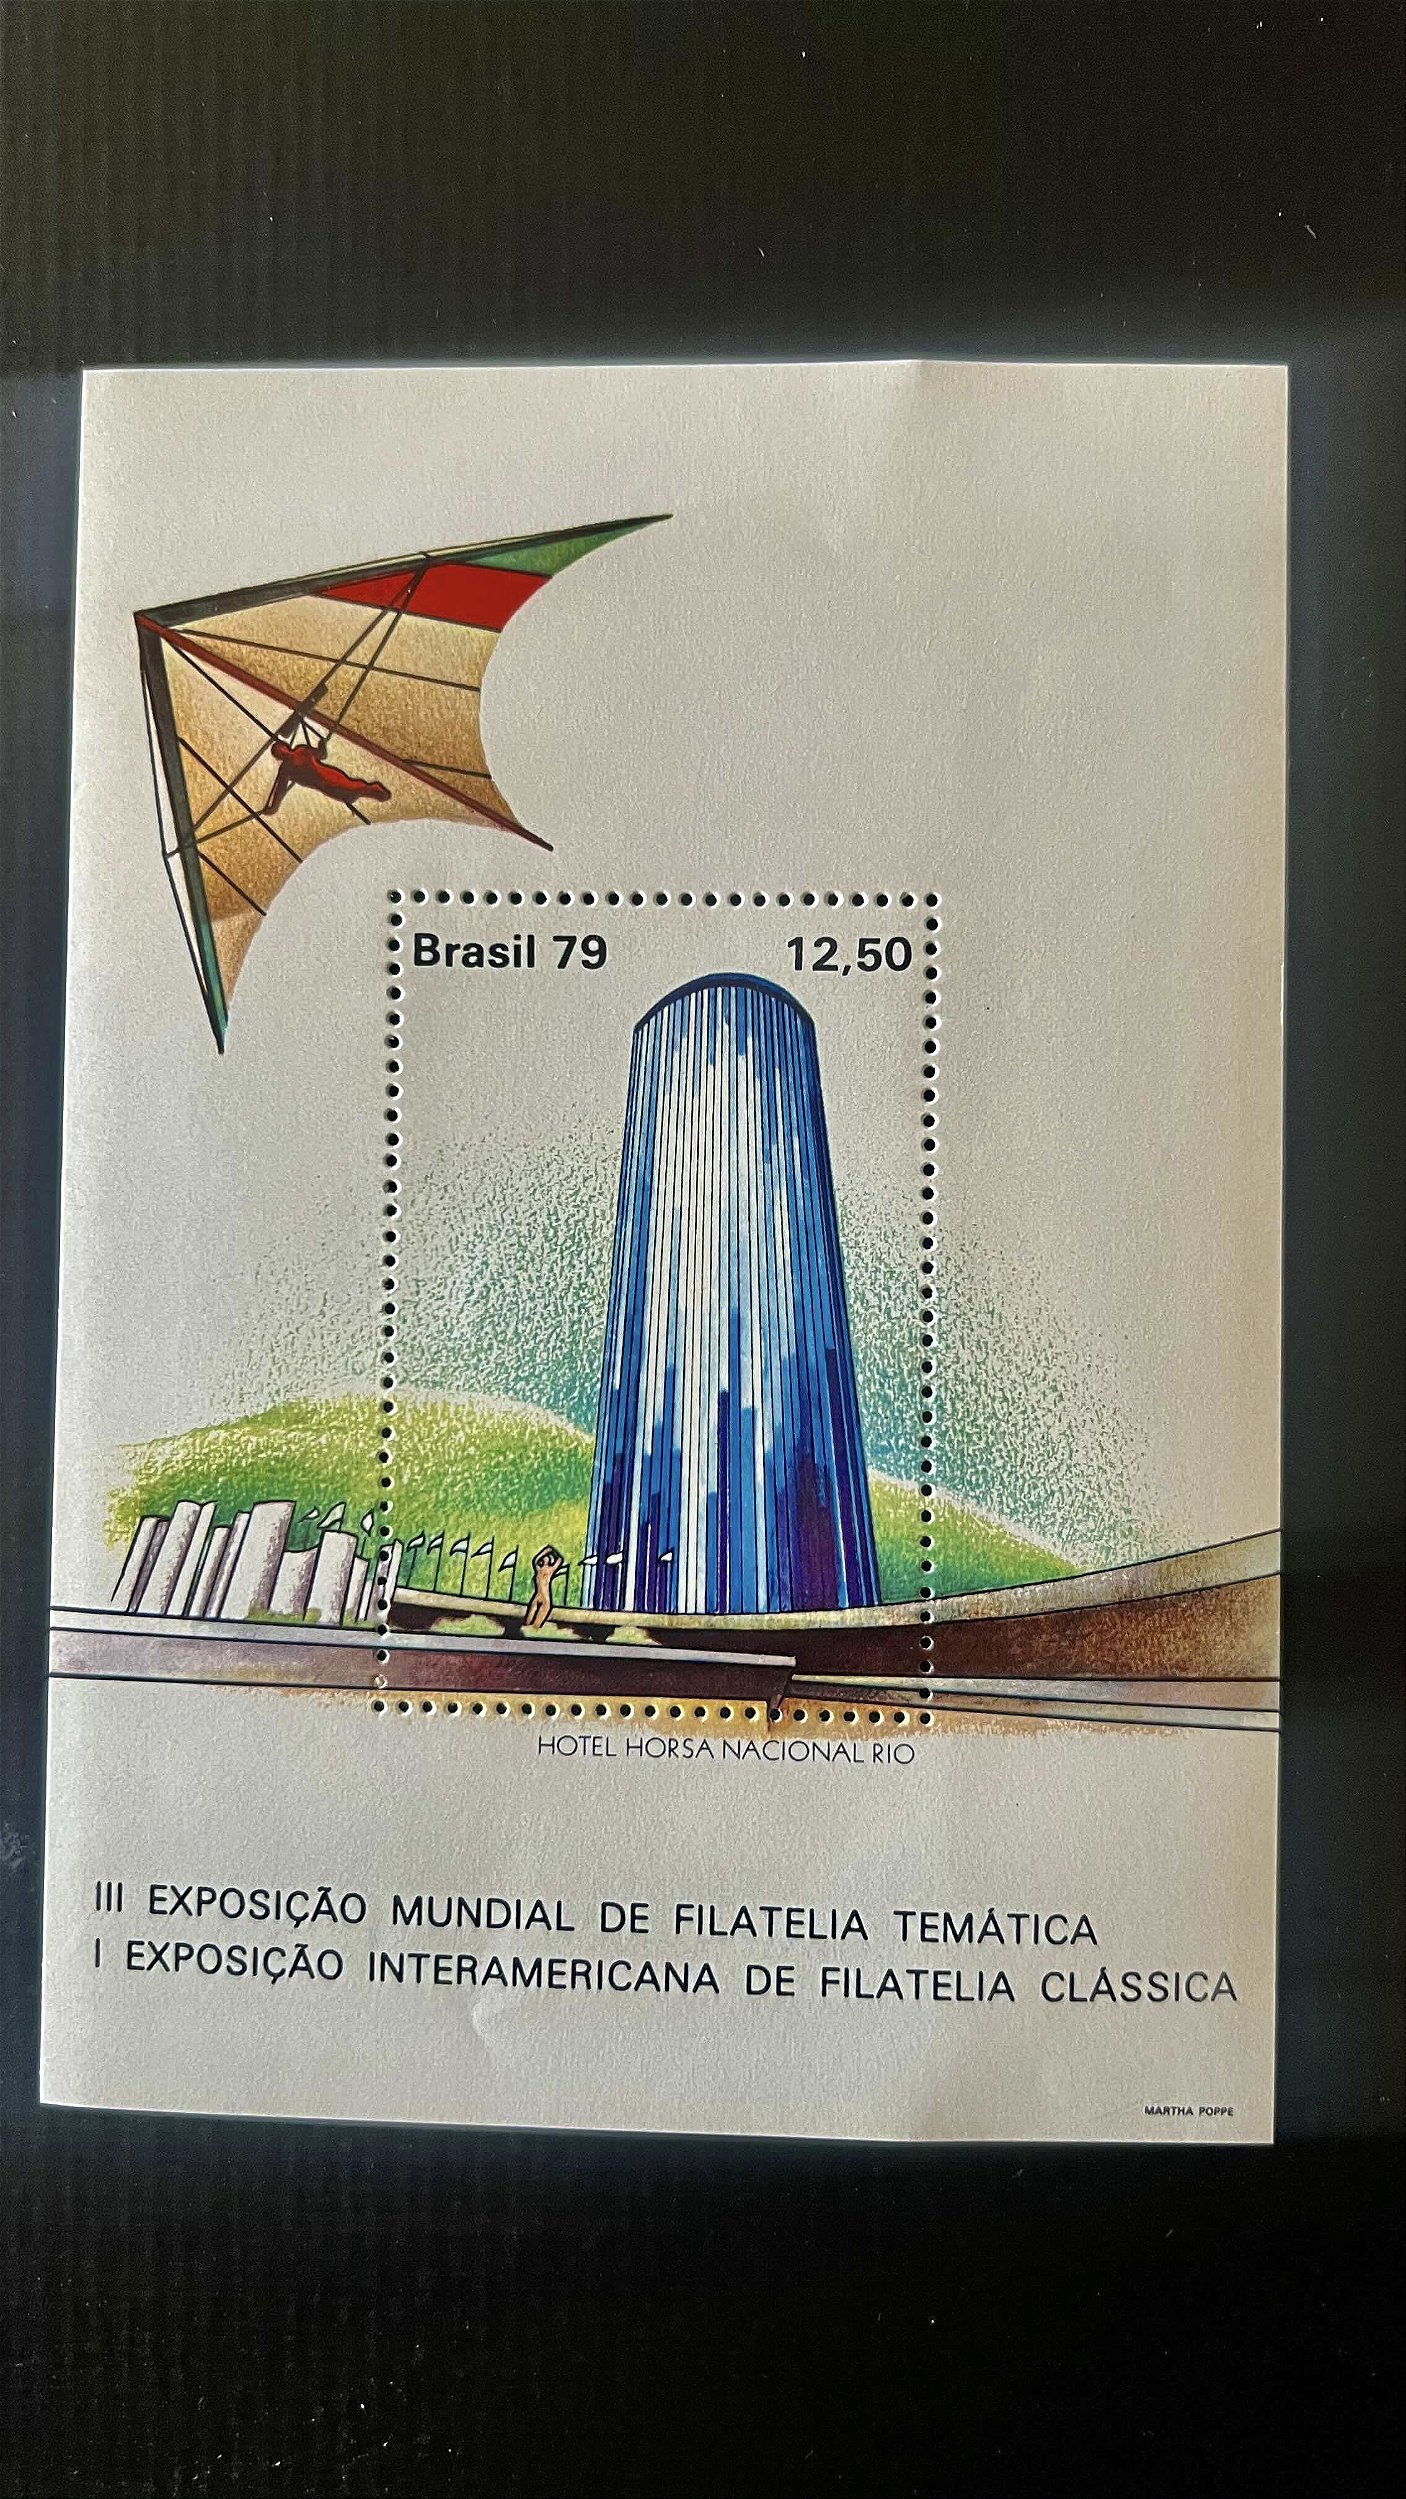 Brasil 79 12,50
HOTEL HORSA NACIONAL RIO
III EXPOSIÇÃO MUNDIAL DE FILATELIA TEMÁTICA
I EXPOSIÇÃO INTERAMERICANA DE FILATELIA CLÁSSICA
MARTHA POPPE